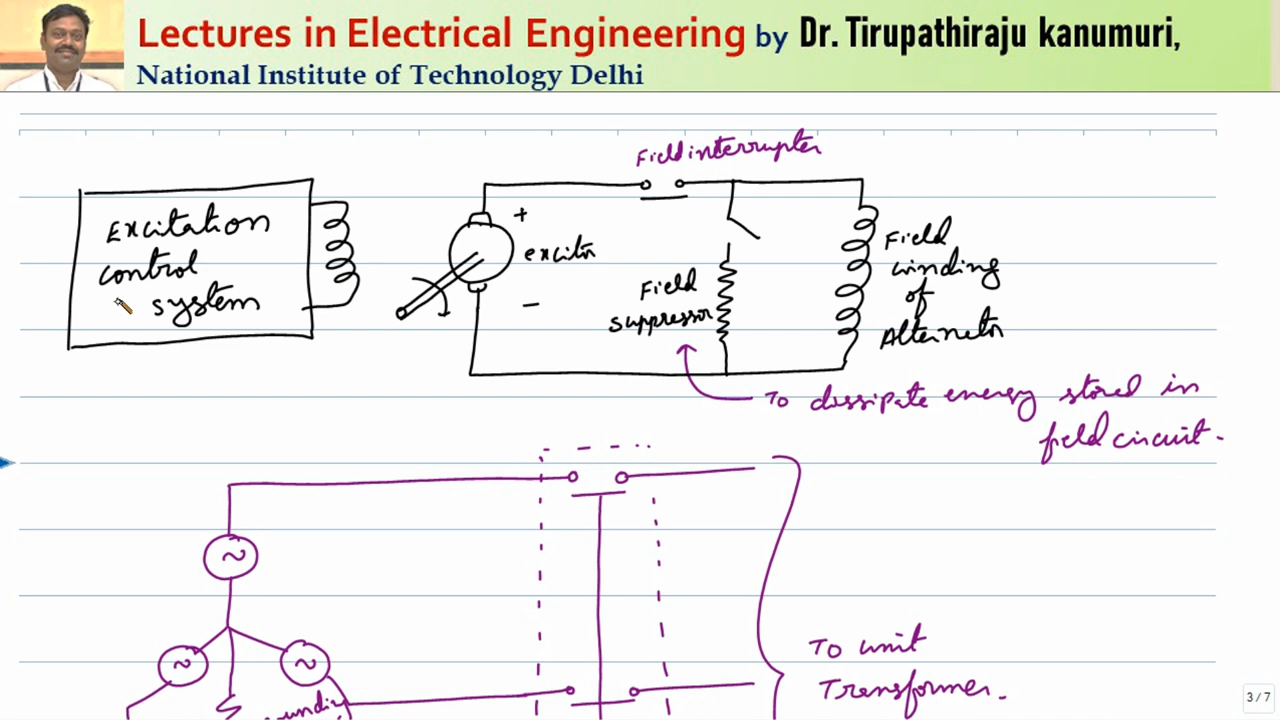 Lectures in Electrical Engineering by Dr. Tirupathiraju kanumuri,
National Institute of Technology Delhi
Field interrupter
Excitation
control
system
+
excitor
-
Field
suppressor
Field
winding
of
Alternator
To dissipate energy stored in
field circuit.
~
~
~
To unit
Transformer.
3 / 7